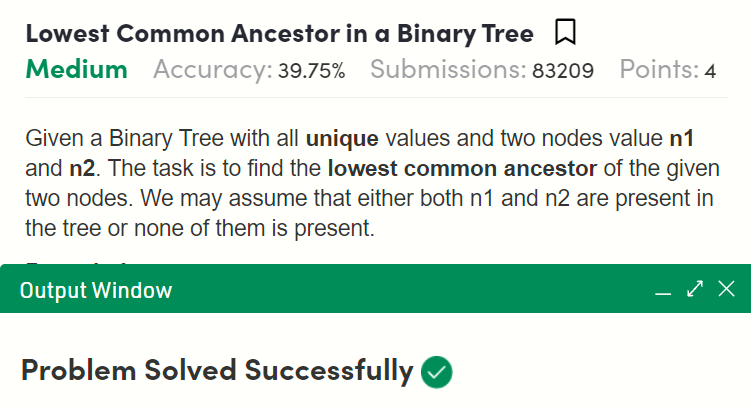 Lowest Common Ancestor in a Binary Tree
Medium Accuracy: 39.75% Submissions: 83209 Points: 4
Given a Binary Tree with all unique values and two nodes value n1
and n2. The task is to find the lowest common ancestor of the given
two nodes. We may assume that either both n1 and n2 are present in
the tree or none of them is present.
Output Window
Problem Solved Successfully